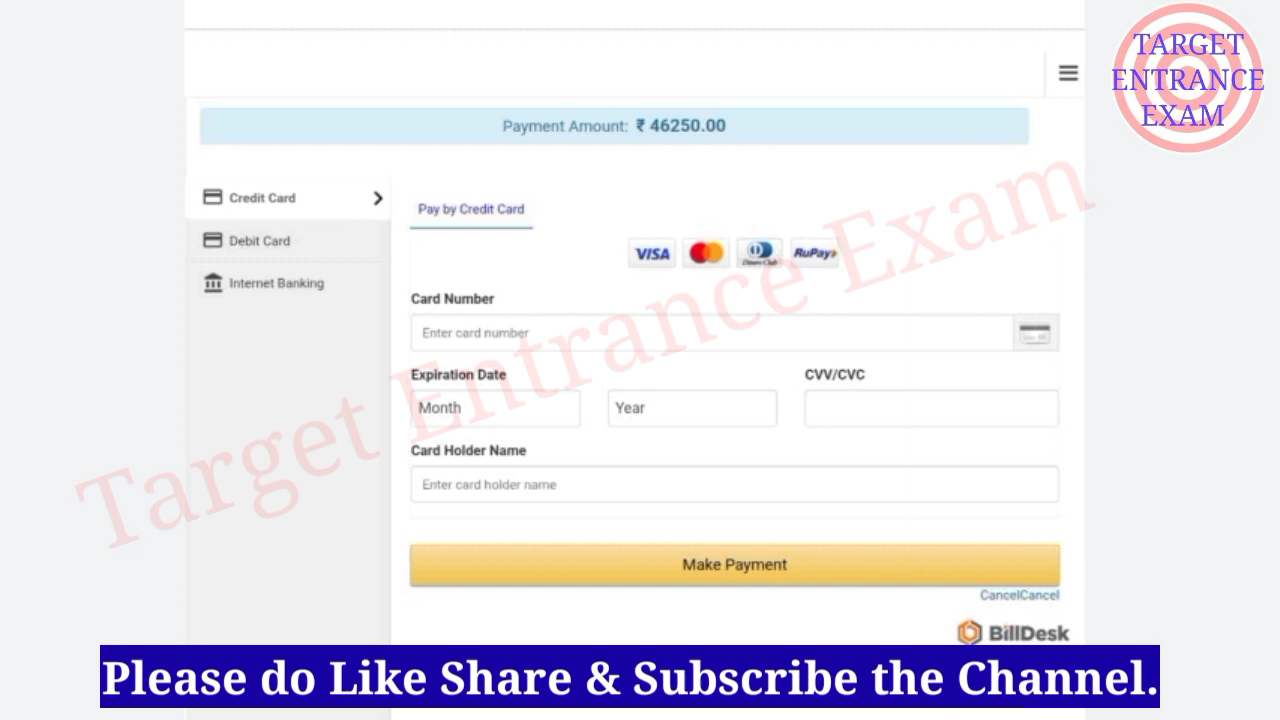 TARGET
ENTRANCE
EXAM
Payment Amount: ₹ 46250.00
Credit Card
Debit Card
Internet Banking
Pay by Credit Card
VISA
Diners Club
RuPay
Card Number
Enter card number
Expiration Date
CVV/CVC
Month
Year
Card Holder Name
Enter card holder name
Make Payment
CancelCancel
BillDesk
Target Entrance Exam
Please do Like Share & Subscribe the Channel.